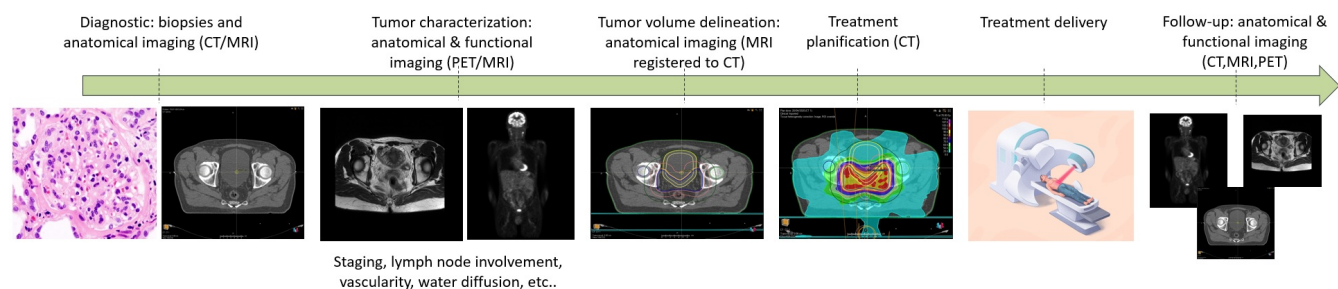 Diagnostic: biopsies and
anatomical imaging (CT/MRI)
Tumor characterization:
anatomical & functional
imaging (PET/MRI)
Tumor volume delineation:
anatomical imaging (MRI
registered to CT)
Treatment
planification (CT)
Treatment delivery
Follow-up: anatomical &
functional imaging
(CT,MRI,PET)
Staging, lymph node involvement,
vascularity, water diffusion, etc..